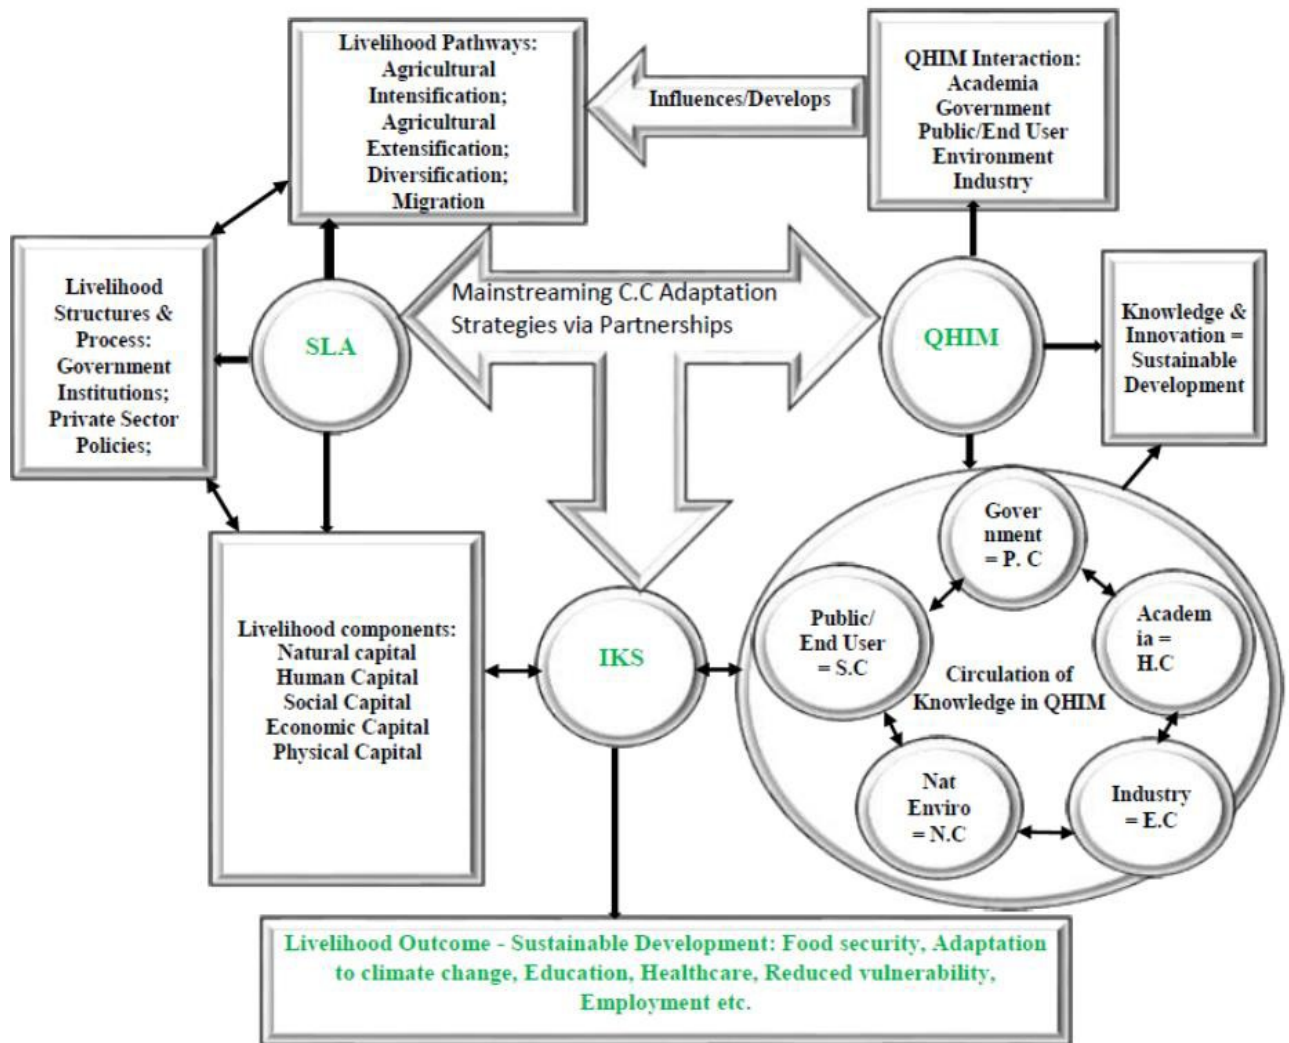 Livelihood Pathways:
Agricultural
Intensification;
Agricultural
Extensification;
Diversification;
Migration
Influences/Develops
QHIM Interaction:
Academia
Government
Public/End User
Environment
Industry
Livelihood
Structures &
Process:
Government
Institutions;
Private Sector
Policies;
SLA
Mainstreaming C.C Adaptation
Strategies via Partnerships
QHIM
Knowledge &
Innovation =
Sustainable
Development
Livelihood components:
Natural capital
Human Capital
Social Capital
Economic Capital
Physical Capital
IKS
Gover
nment
= P. C
Public/
End User
= S.C
Academ
ia =
H.C
Circulation of
Knowledge in QHIM
Nat
Enviro
= N.C
Industry
= E.C
Livelihood Outcome - Sustainable Development: Food security, Adaptation
to climate change, Education, Healthcare, Reduced vulnerability,
Employment etc.